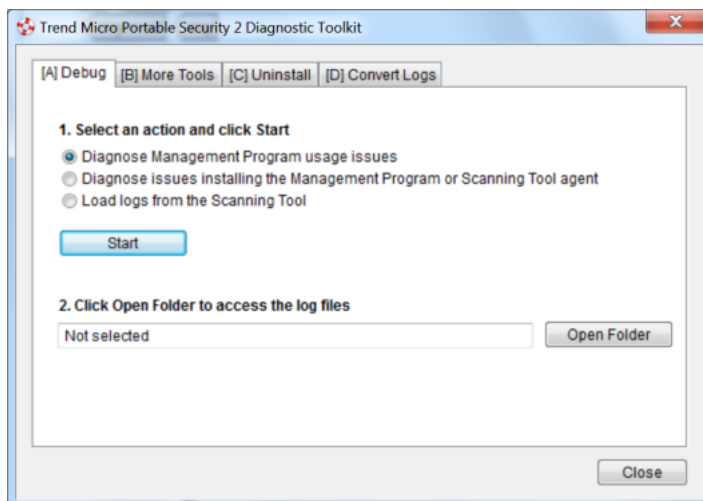 Trend Micro Portable Security 2 Diagnostic Toolkit
[A] Debug [B] More Tools [C] Uninstall [D] Convert Logs
1. Select an action and click Start
Diagnose Management Program usage issues
Diagnose issues installing the Management Program or Scanning Tool agent
Load logs from the Scanning Tool
Start
2. Click Open Folder to access the log files
Not selected Open Folder
Close